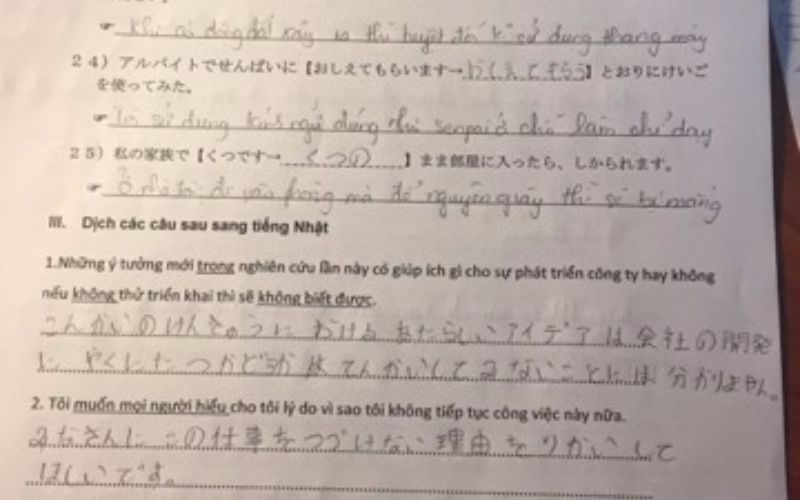 Khi có động đất xảy ra thì tuyệt đối k sử dụng thang máy
24) アルバイトでせんぱいに【おしえてもらいます→おしえてもらう】とおりにけいご
を使ってみた。
Tôi sử dụng kính ngữ đúng như senpai ở chỗ làm chỉ dạy
25) 私の家族で【くつです→くつの】まま部屋に入ったら、しかられます。
Ở nhà tôi đi vào phòng mà để nguyên giày thì sẽ bị mắng
III. Dịch các câu sau sang tiếng Nhật
1.Những ý tưởng mới trong nghiên cứu lần này có giúp ích gì cho sự phát triển công ty hay không
nếu không thử triển khai thì sẽ không biết được.
こんかいのけんきゅうにおけるあたらしいアイデアは会社の開発
にやくにたつかどうかはてんかいしてみないことには分かりません。
2. Tôi muốn mọi người hiểu cho tôi lý do vì sao tôi không tiếp tục công việc này nữa.
みなさんにこの仕事をつづけない理由をりかいして
ほしいです。